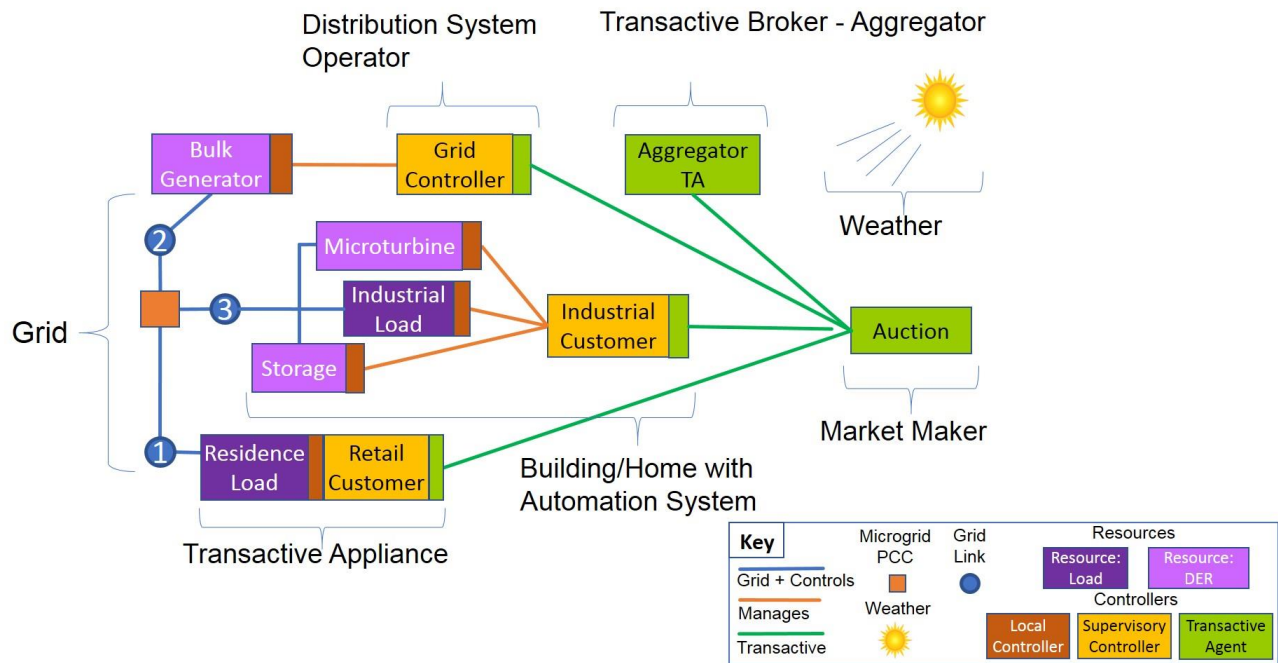 Distribution System
Operator
Transactive Broker - Aggregator
Bulk
Generator
Grid
Controller
Aggregator
TA
Weather
2
Microturbine
Grid
3
Industrial
Load
Industrial
Customer
Auction
Storage
Market Maker
1
Residence
Load
Retail
Customer
Building/Home with
Automation System
Transactive Appliance
Key
Grid + Controls
Manages
Transactive
Microgrid
PCC
Weather
Grid
Link
Resources
Resource:
Load
Resource:
DER
Controllers
Local
Controller
Supervisory
Controller
Transactive
Agent